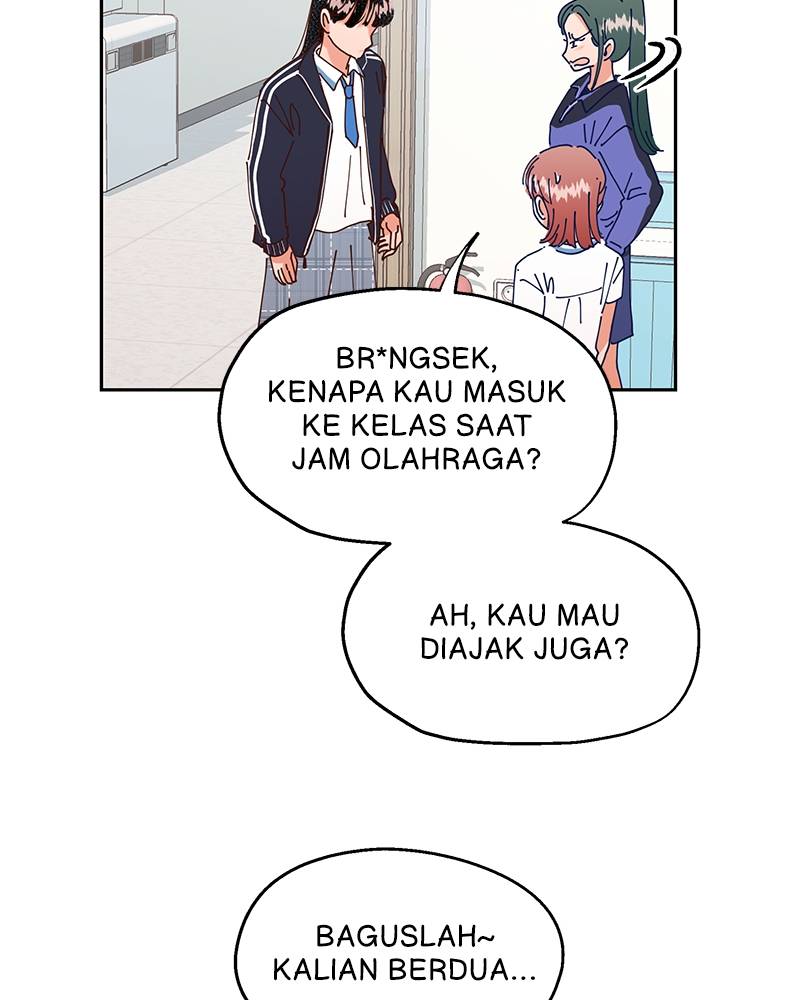 BR*NGSEK,
KENAPA KAU MASUK
KE KELAS SAAT
JAM OLAHRAGA?
AH, KAU MAU
DIAJAK JUGA?
BAGUSLAH~
KALIAN BERDUA...